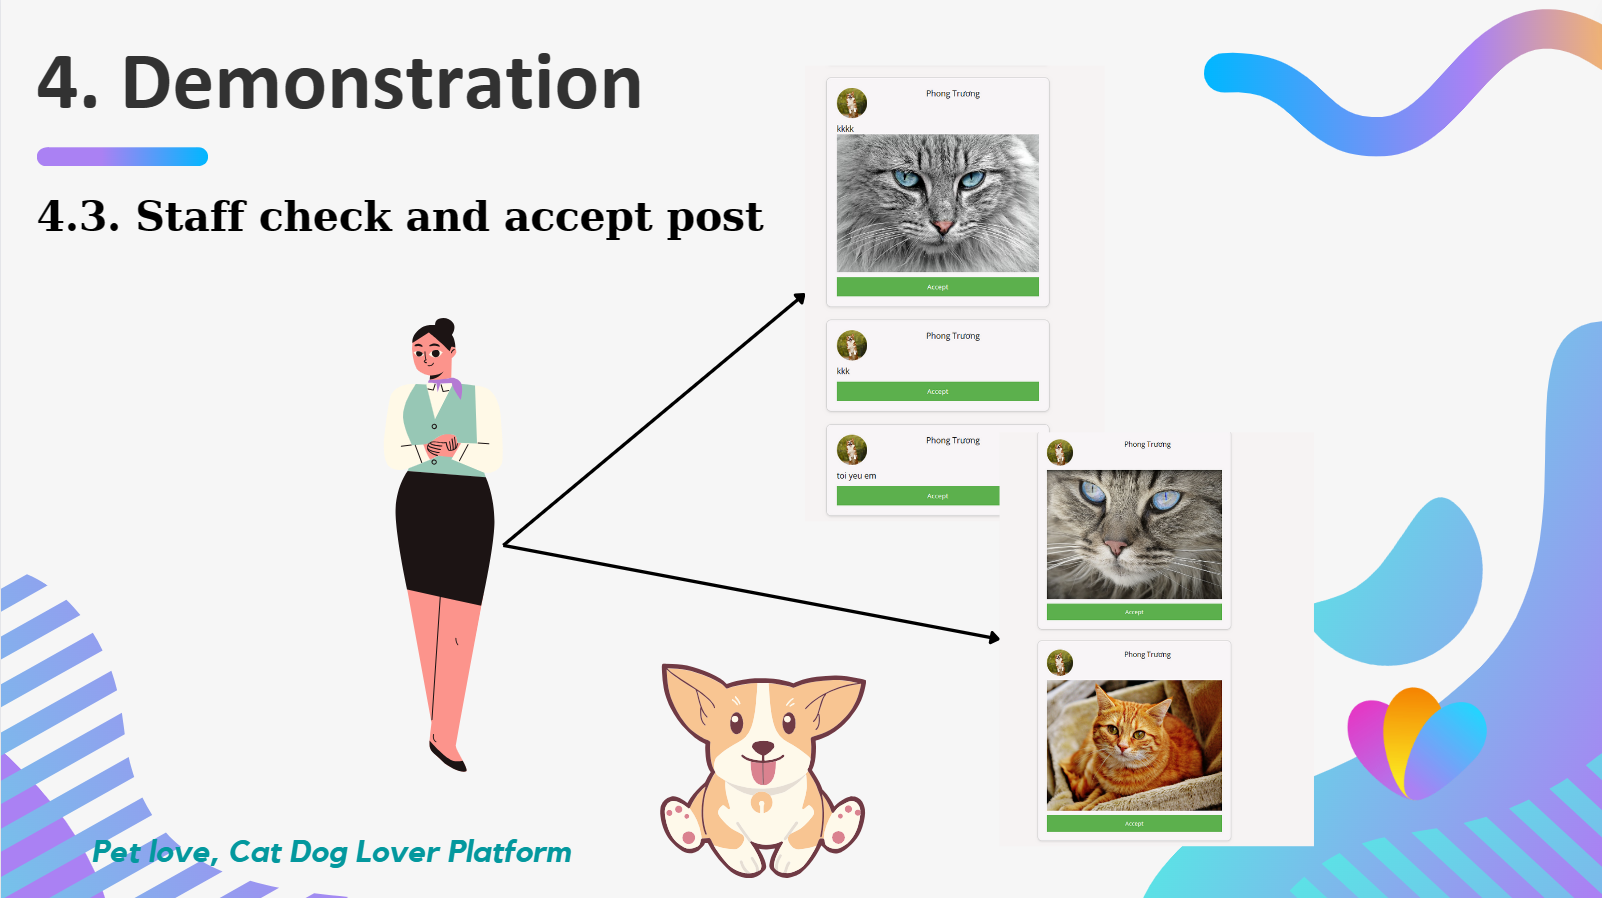 4. Demonstration
4.3. Staff check and accept post
Phong Trương
kkkk
Accept
Phong Trương
kkk
Accept
Phong Trương
toi yeu em
Accept
Phong Trương
Accept
Phong Trương
Accept
Pet love, Cat Dog Lover Platform